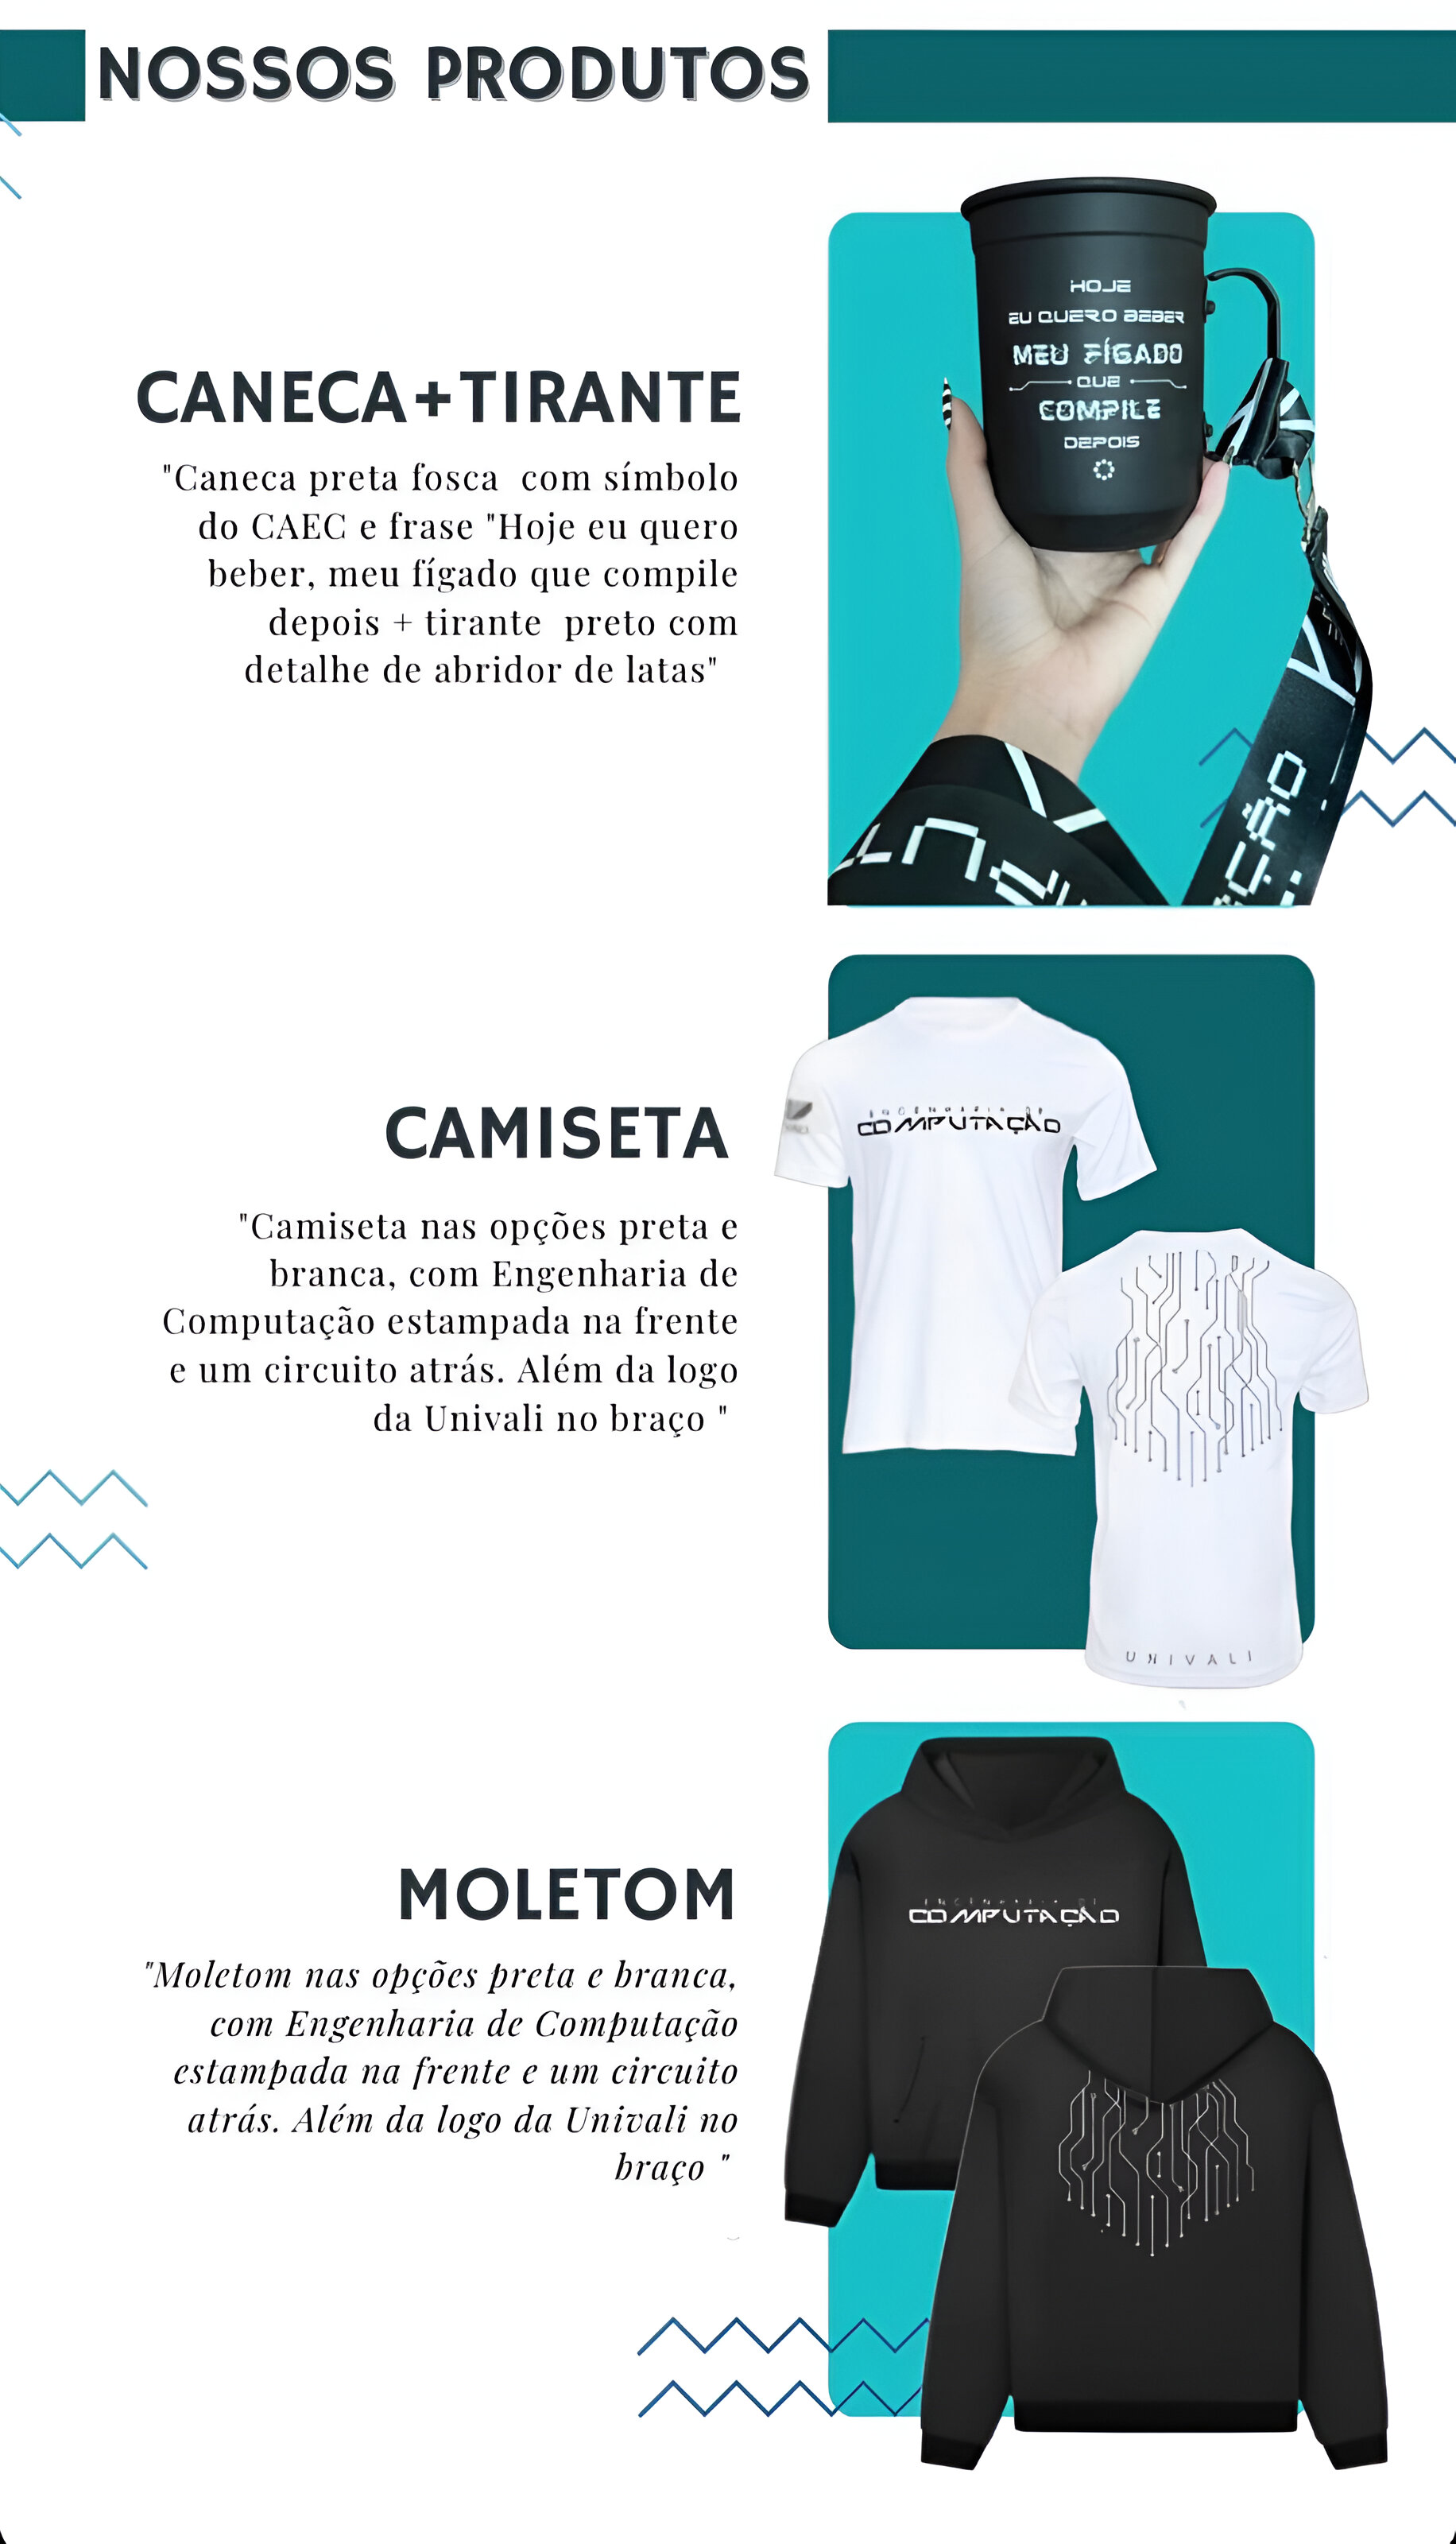 NOSSOS PRODUTOS
HOJE
EU QUERO BEBER
MEU FÍGADO
QUE
COMPILE
DEPOIS
CANECA+TIRANTE
"Caneca preta fosca com símbolo
do CAEC e frase "Hoje eu quero
beber, meu fígado que compile
depois + tirante preto com
detalhe de abridor de latas"
ENGENHARIA DE
COMPUTAÇÃO
CAMISETA
"Camiseta nas opções preta e
branca, com Engenharia de
Computação estampada na frente
e um circuito atrás. Além da logo
da Univali no braço "
UNIVALI
ENGENHARIA DE
COMPUTAÇÃO
MOLETOM
"Moletom nas opções preta e branca,
com Engenharia de Computação
estampada na frente e um circuito
atrás. Além da logo da Univali no
braço "